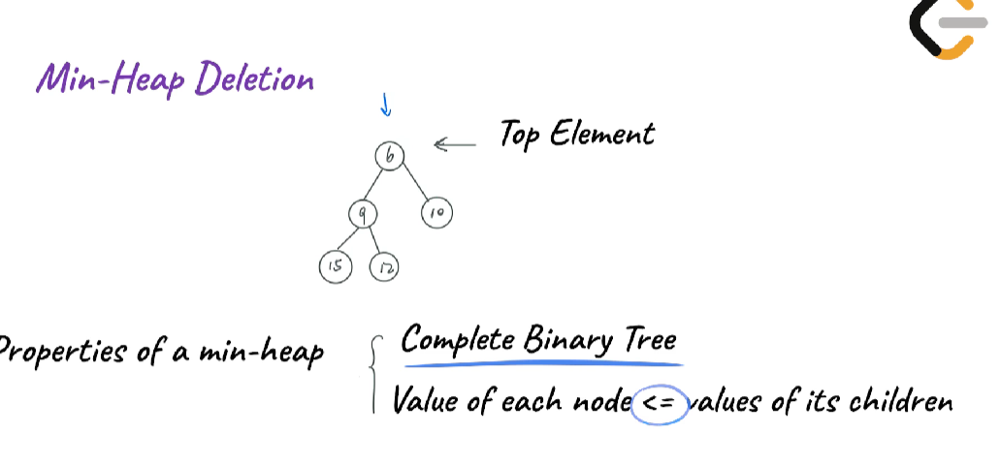 Min-Heap Deletion
Top Element
6
9
10
15
12
Properties of a min-heap
Complete Binary Tree
Value of each node <= values of its children